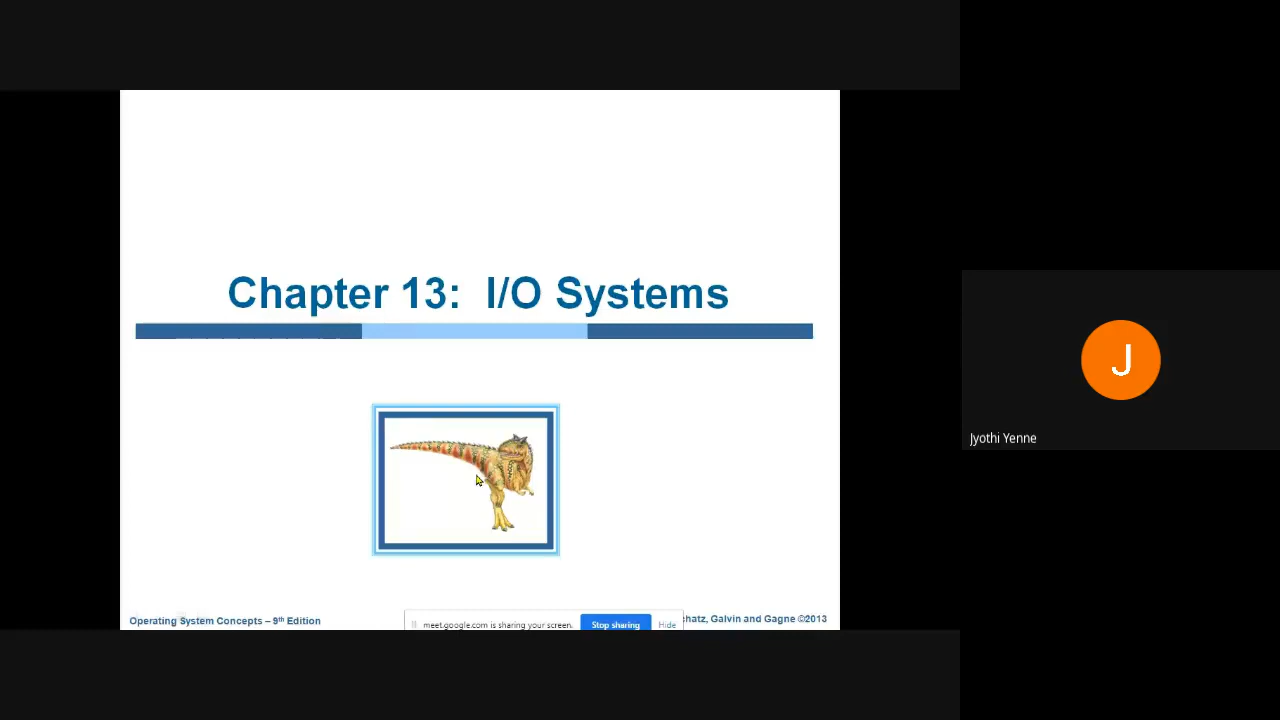 Chapter 13: I/O Systems
Operating System Concepts – 9th Edition
meet.google.com is sharing your screen.
Stop sharing
Hide
chatz, Galvin and Gagne ©2013
J
Jyothi Yenne